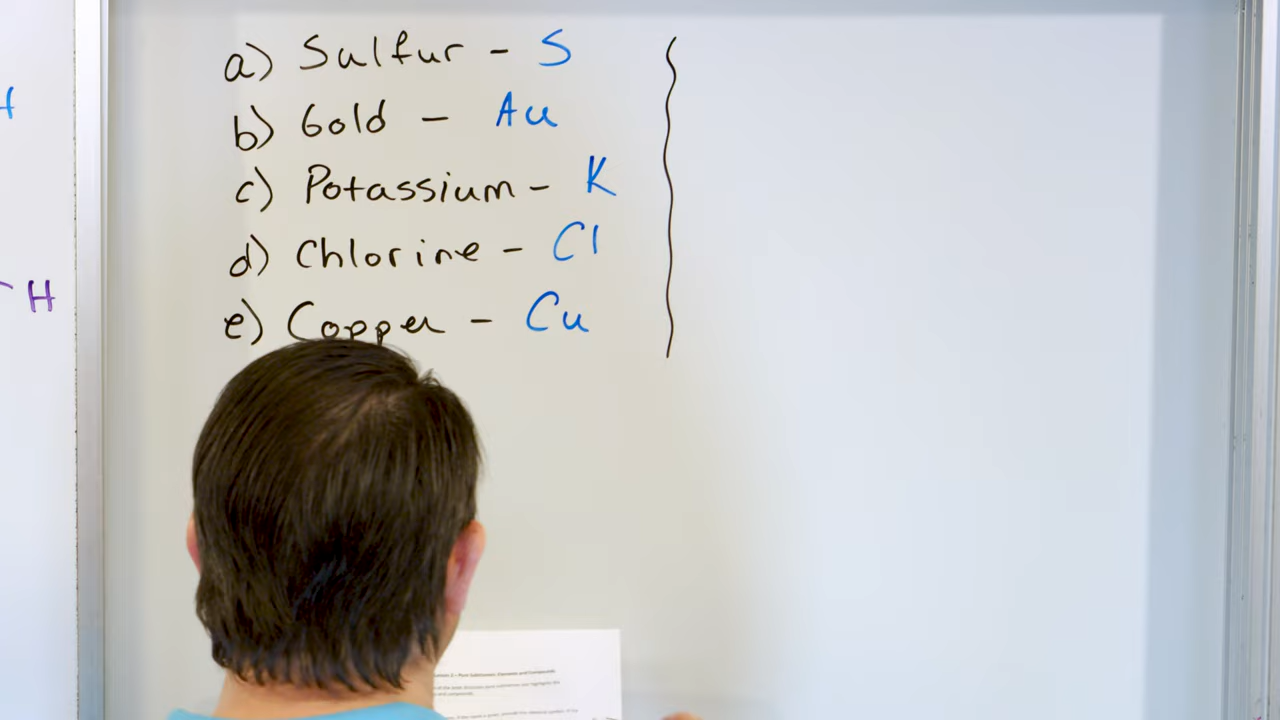 a) Sulfur - S
b) Gold - Au
c) Potassium - K
d) Chlorine - Cl
e) Copper - Cu
H